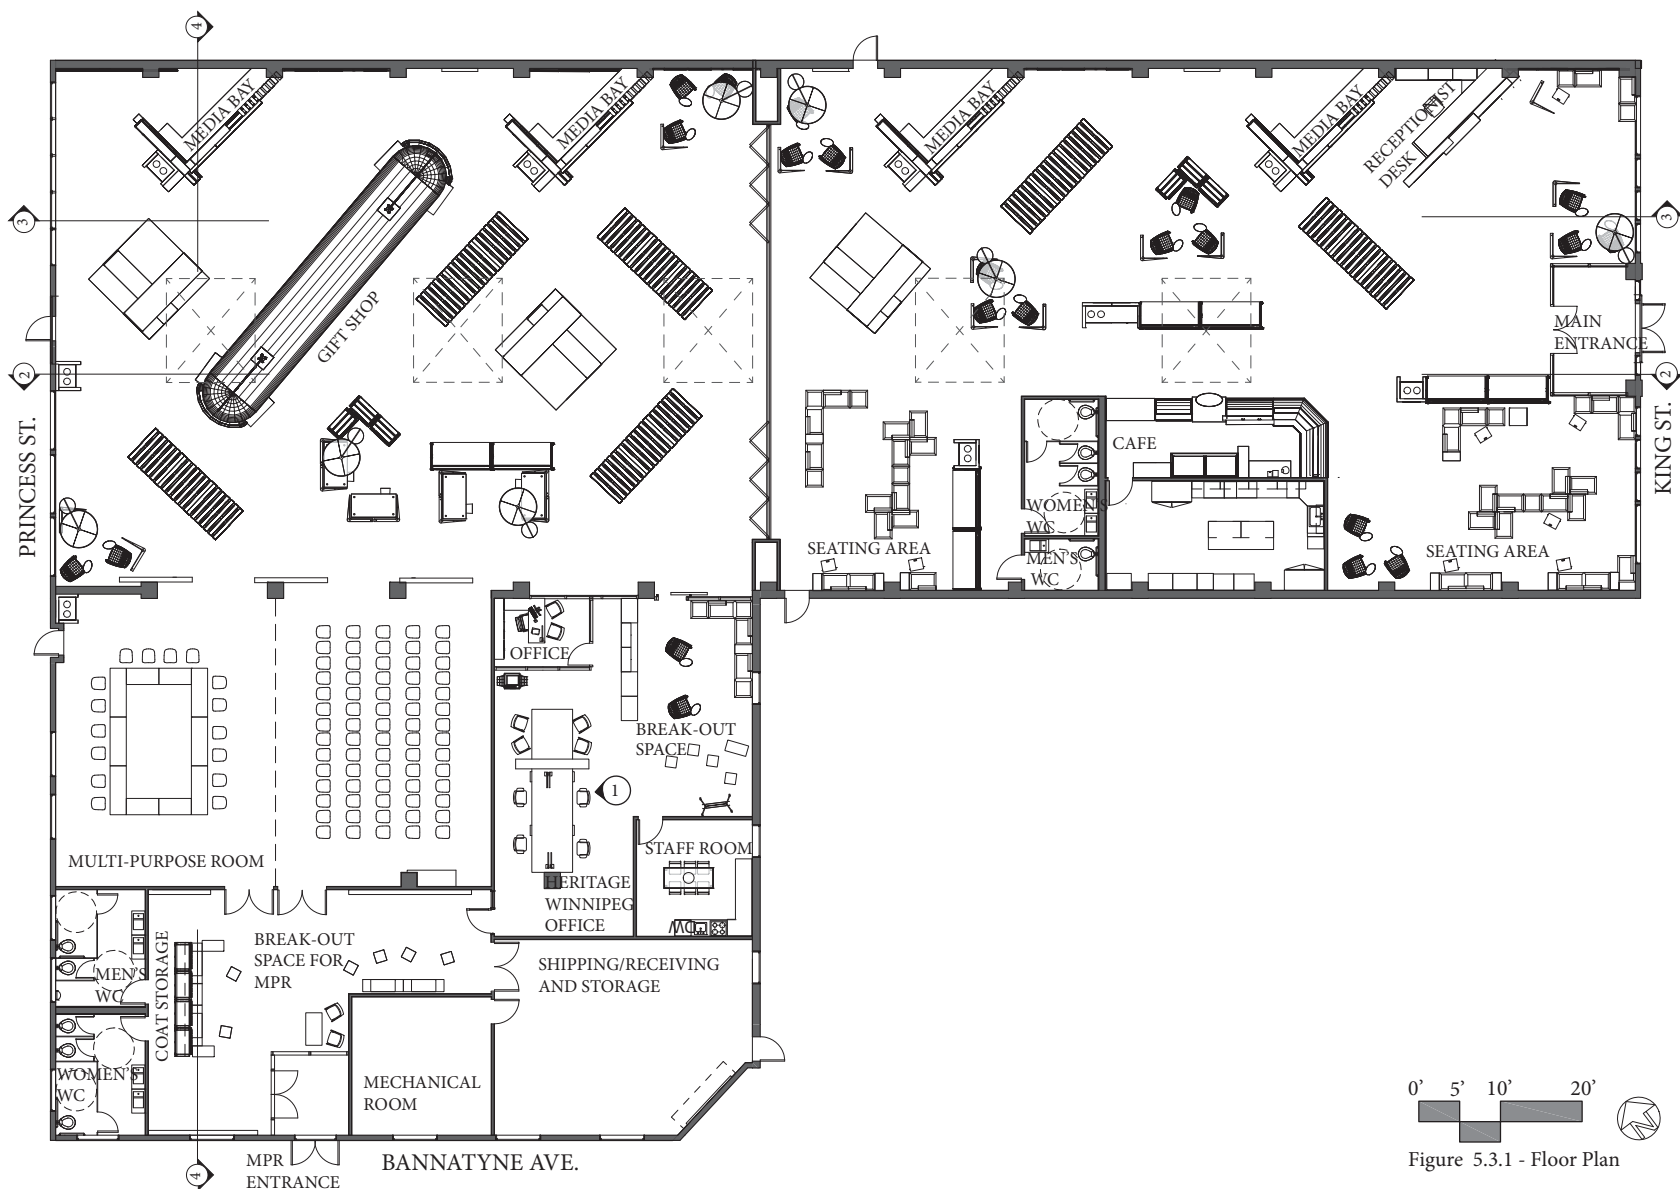 4
MEDIA BAY
MEDIA BAY
MEDIA BAY
MEDIA BAY
RECEPTIONIST
DESK
3
3
GIFT SHOP
MAIN
ENTRANCE
2
2
PRINCESS ST.
KING ST.
CAFE
WOMEN'S
WC
MEN'S
WC
SEATING AREA
SEATING AREA
OFFICE
BREAK-OUT
SPACE
1
MULTI-PURPOSE ROOM
STAFF ROOM
HERITAGE
WINNIPEG
OFFICE
MW
BREAK-OUT
SPACE FOR
MPR
COAT STORAGE
MEN'S
WC
SHIPPING/RECEIVING
AND STORAGE
WOMEN'S
WC
MECHANICAL
ROOM
4
MPR
ENTRANCE
BANNATYNE AVE.
0’ 5’ 10’ 20’
N
Figure 5.3.1 - Floor Plan